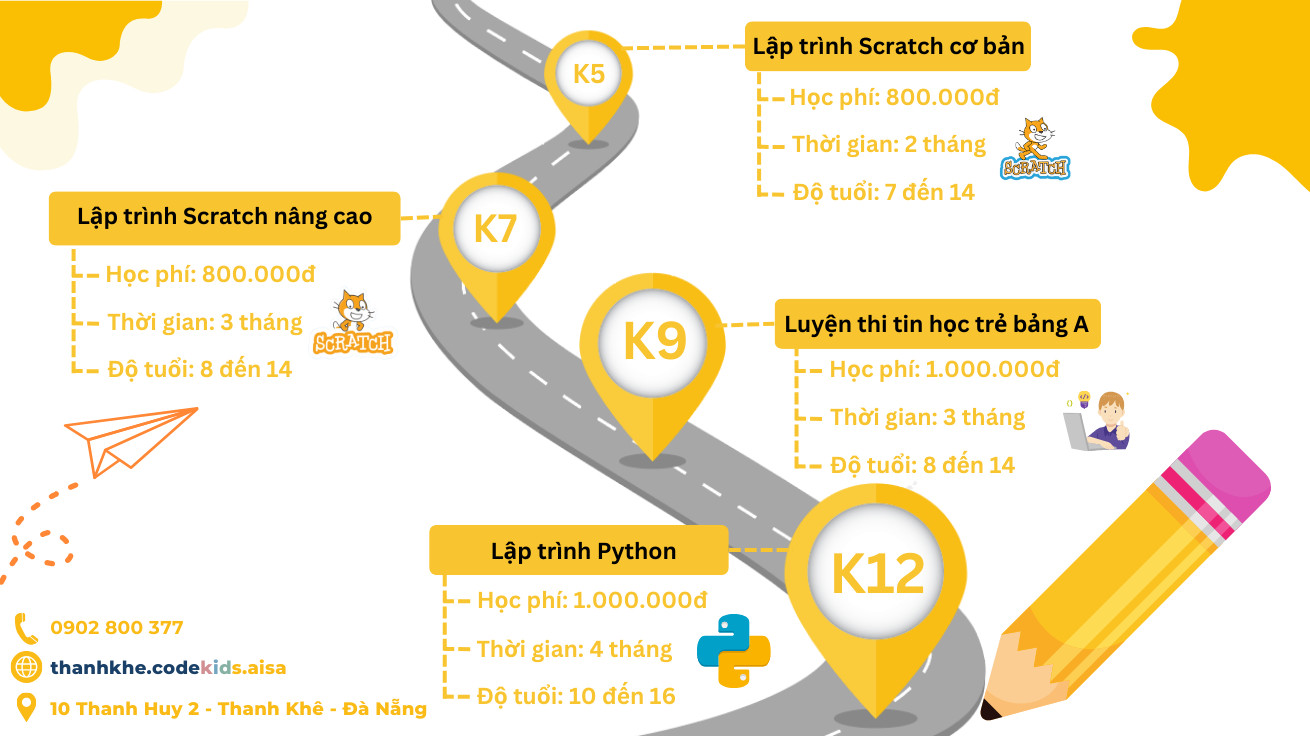 K5
Lập trình Scratch cơ bản
Học phí: 800.000đ
Thời gian: 2 tháng
Độ tuổi: 7 đến 14
SCRATCH
K7
Lập trình Scratch nâng cao
Học phí: 800.000đ
Thời gian: 3 tháng
Độ tuổi: 8 đến 14
SCRATCH
K9
Luyện thi tin học trẻ bảng A
Học phí: 1.000.000đ
Thời gian: 3 tháng
Độ tuổi: 8 đến 14
K12
Lập trình Python
Học phí: 1.000.000đ
Thời gian: 4 tháng
Độ tuổi: 10 đến 16
0902 800 377
thanhkhe.codekids.aisa
10 Thanh Huy 2 - Thanh Khê - Đà Nẵng